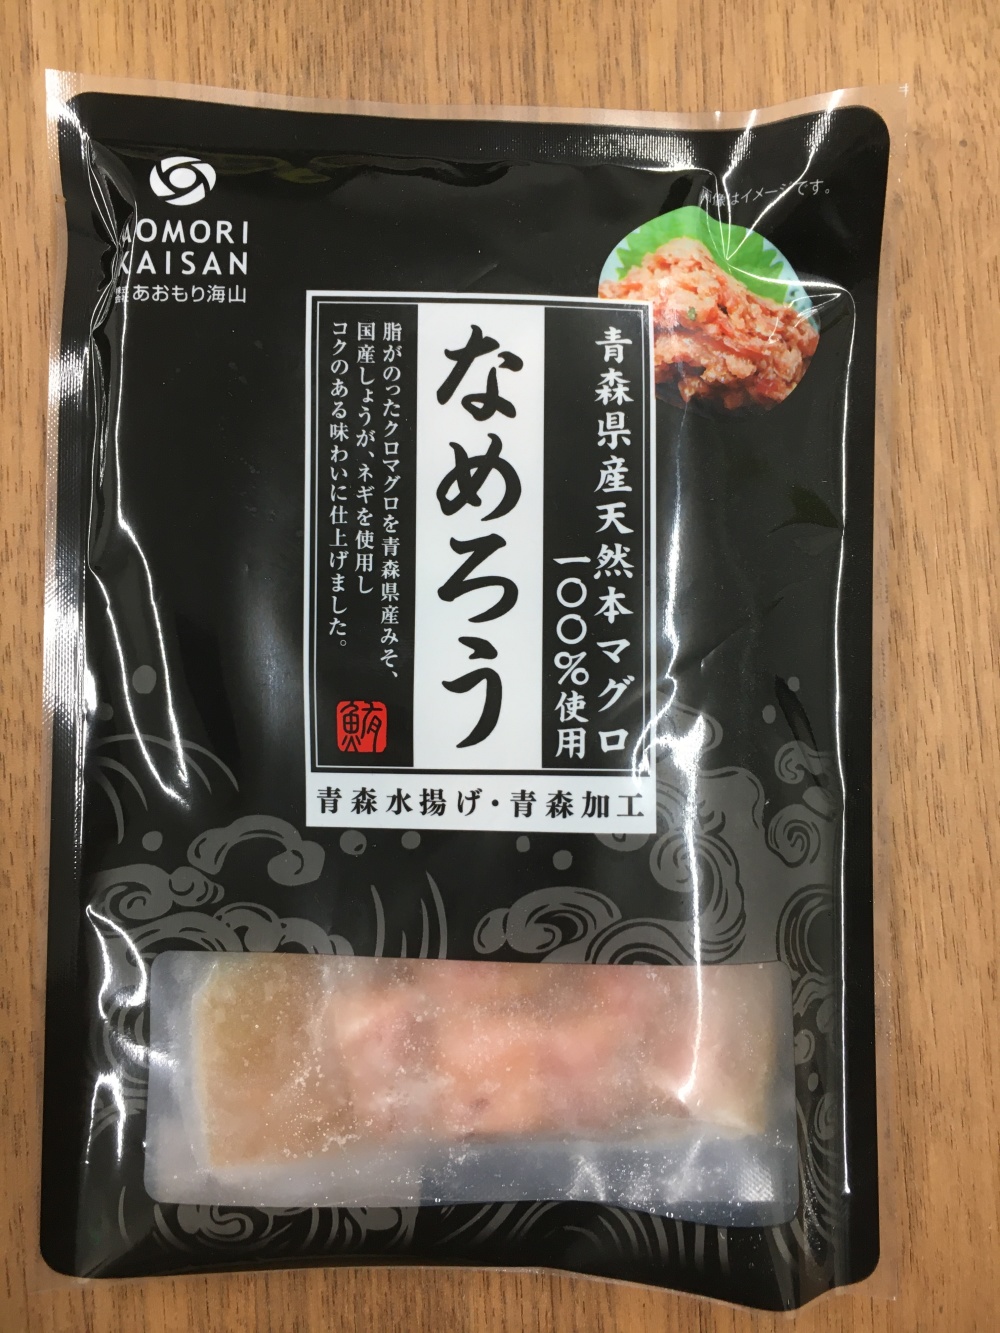 AOMORI
KAISAN
株式会社あおもり海山
画像はイメージです。
青森県産天然本マグロ
一〇〇%使用
なめろう
脂がのったクロマグロを青森県産みそ、
国産しょうが、ネギを使用し
コクのある味わいに仕上げました。
鮪
青森水揚げ・青森加工